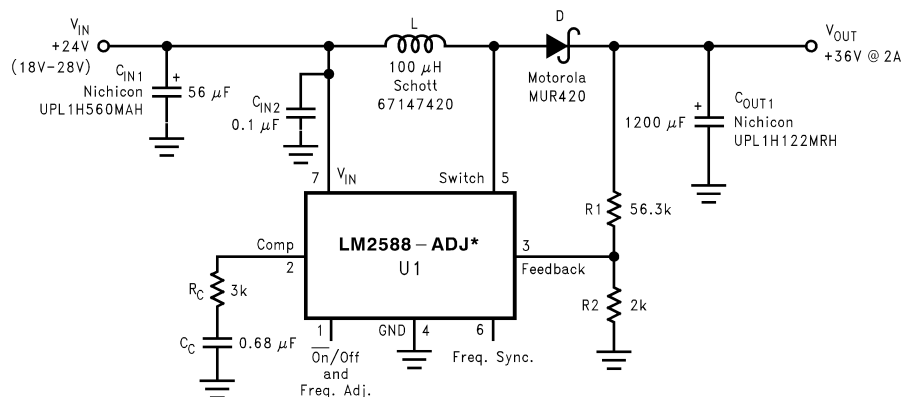 V_IN
+24V
(18V-28V)
C_IN1
Nichicon
UPL1H560MAH
+
56 μF
C_IN2
0.1 μF
L
100 μH
Schott
67147420
D
Motorola
MUR420
V_OUT
+36V @ 2A
+
1200 μF
C_OUT1
Nichicon
UPL1H122MRH
7
V_IN
Switch
5
R1
56.3k
LM2588-ADJ*
U1
Comp
2
3
Feedback
R_C
3k
R2
2k
C_C
0.68 μF
1
On/Off
and
Freq. Adj.
GND
4
6
Freq. Sync.